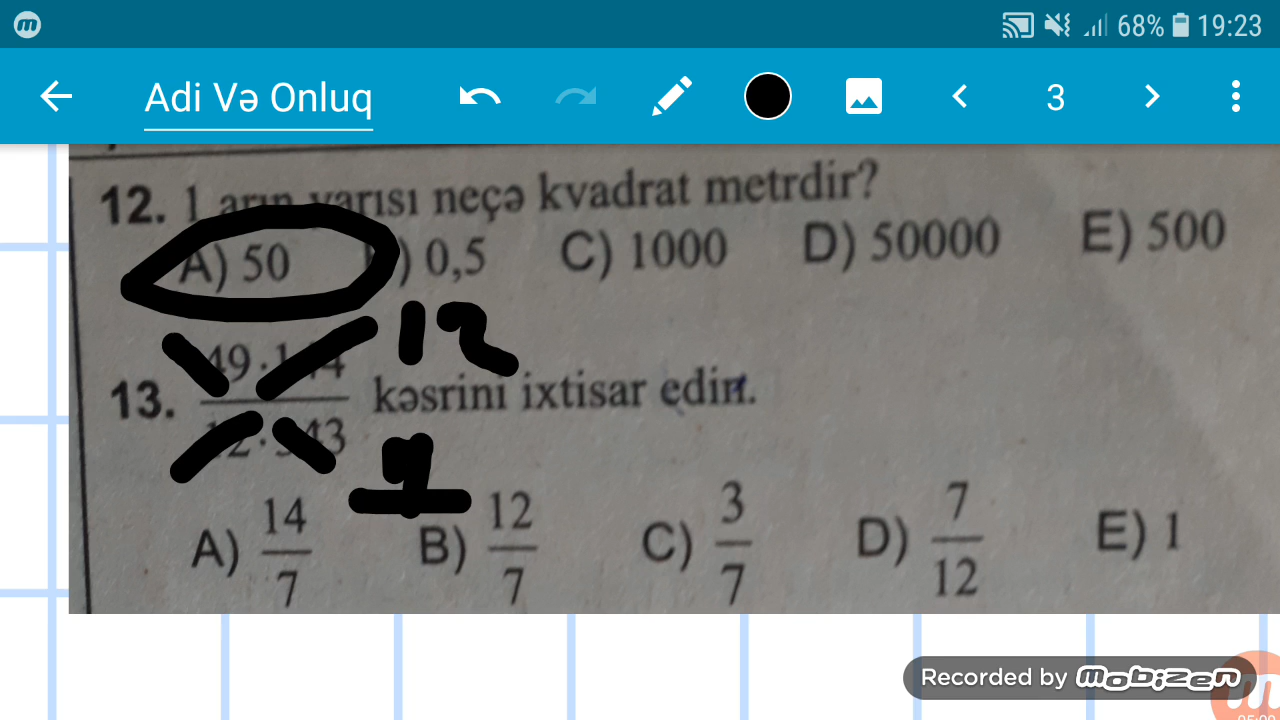 68% 19:23
Adi Və Onluq 3
12. 1 arın yarısı neçə kvadrat metrdir?
A) 50 ) 0,5 C) 1000 D) 50000 E) 500
12
13. kəsrini ixtisar edin.
7
A) 14/7 B) 12/7 C) 3/7 D) 7/12 E) 1
Recorded by mobizen